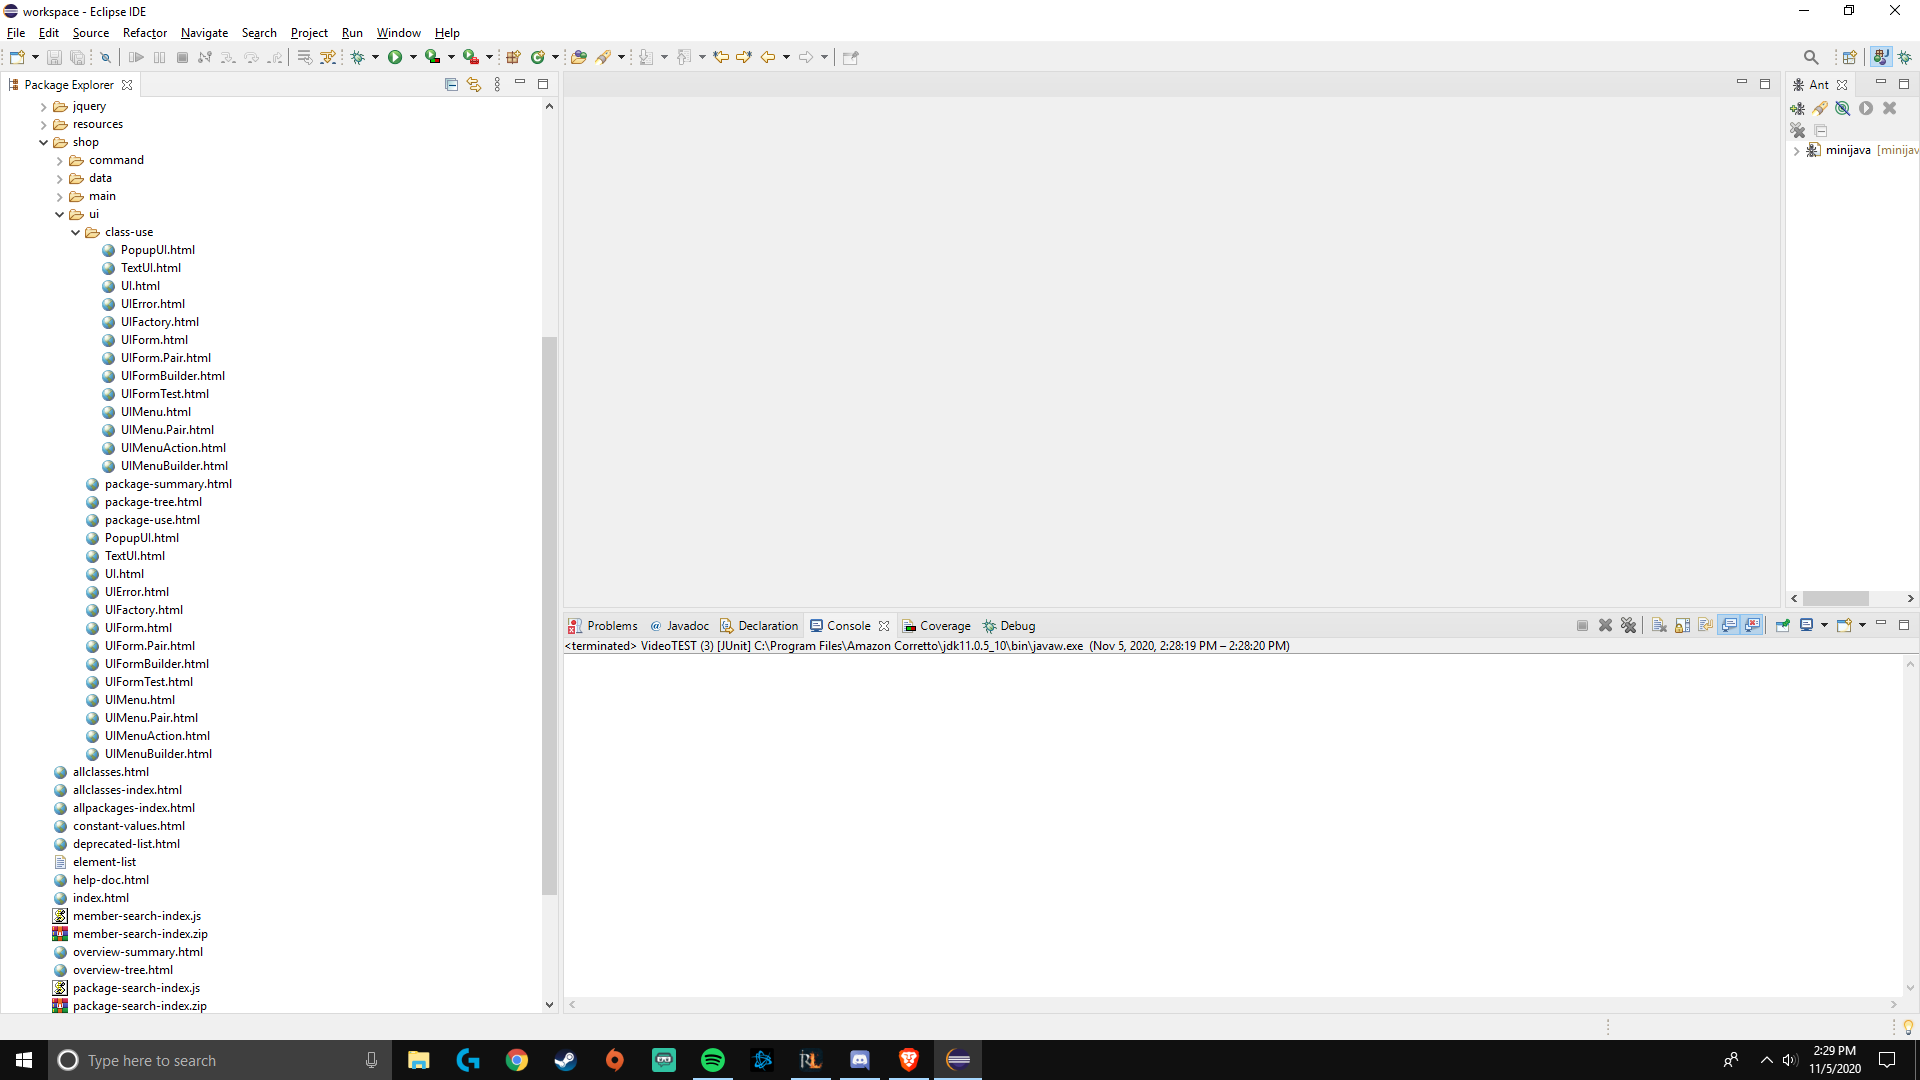 workspace - Eclipse IDE
File Edit Source Refactor Navigate Search Project Run Window Help
Package Explorer
jquery
resources
shop
command
data
main
ui
class-use
PopupUI.html
TextUI.html
UI.html
UIError.html
UIFactory.html
UIForm.html
UIForm.Pair.html
UIFormBuilder.html
UIFormTest.html
UIMenu.html
UIMenu.Pair.html
UIMenuAction.html
UIMenuBuilder.html
package-summary.html
package-tree.html
package-use.html
PopupUI.html
TextUI.html
UI.html
UIError.html
UIFactory.html
UIForm.html
UIForm.Pair.html
UIFormBuilder.html
UIFormTest.html
UIMenu.html
UIMenu.Pair.html
UIMenuAction.html
UIMenuBuilder.html
allclasses.html
allclasses-index.html
allpackages-index.html
constant-values.html
deprecated-list.html
element-list
help-doc.html
index.html
member-search-index.js
member-search-index.zip
overview-summary.html
overview-tree.html
package-search-index.js
package-search-index.zip
Ant
minijava [minijav
Problems @ Javadoc Declaration Console Coverage Debug
<terminated> VideoTEST (3) [JUnit] C:\Program Files\Amazon Corretto\jdk11.0.5_10\bin\javaw.exe (Nov 5, 2020, 2:28:19 PM – 2:28:20 PM)
Type here to search
RL
2:29 PM
11/5/2020